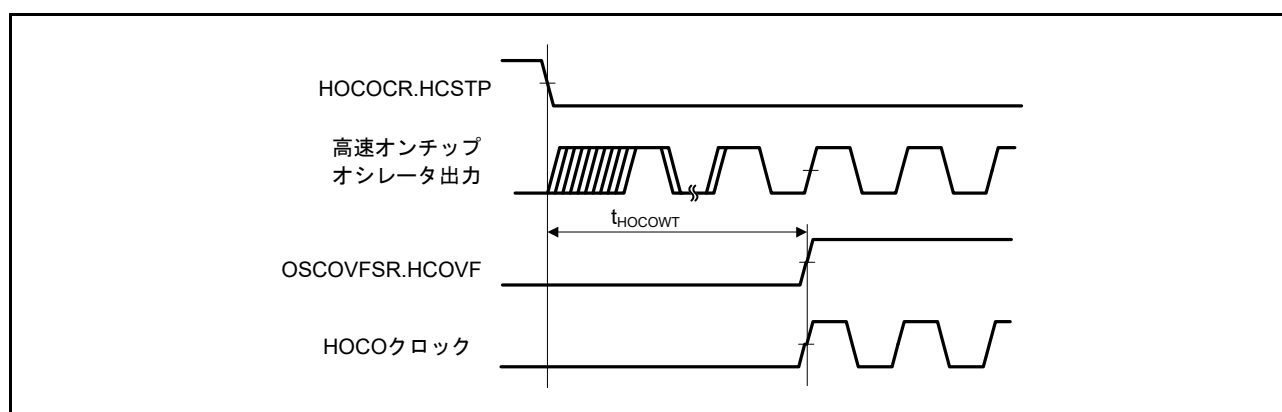 HOCOCR.HCSTP
高速オンチップ
オシレータ出力
tHOCOWT
OSCOVFSR.HCOVF
HOCOクロック